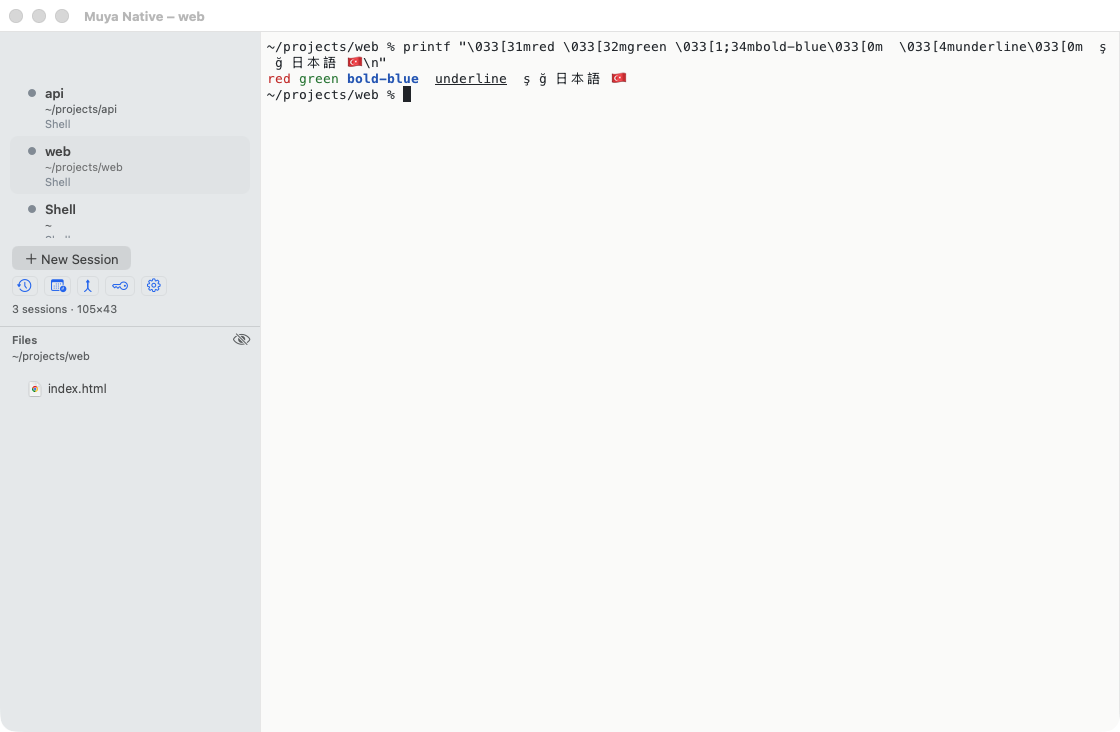 Muya Native – web
api
~/projects/api
Shell
web
~/projects/web
Shell
Shell
~
+ New Session
3 sessions · 105×43
Files
~/projects/web
index.html
~/projects/web % printf "\033[31mred \033[32mgreen \033[1;34mbold-blue\033[0m  \033[4munderline\033[0m  ş
ğ 日本語 🇹🇷\n"
red green bold-blue  underline  ş ğ 日本語 🇹🇷
~/projects/web %